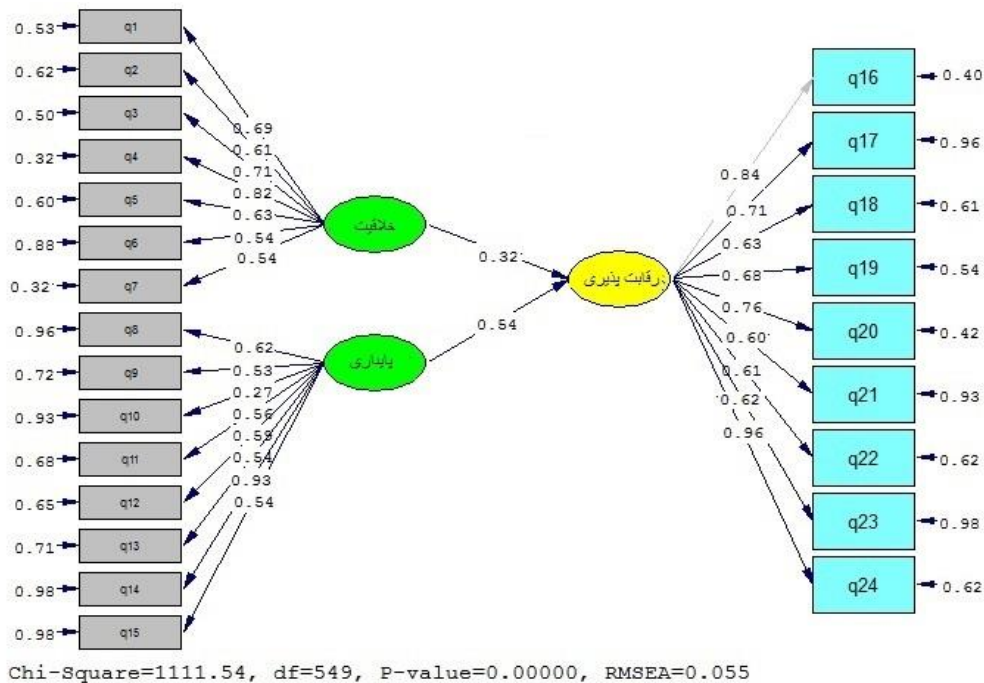 0.53 q1
0.62 q2
0.50 q3
0.32 q4
0.60 q5
0.88 q6
0.32 q7
0.96 q8
0.72 q9
0.93 q10
0.68 q11
0.65 q12
0.71 q13
0.98 q14
0.98 q15
0.69
0.61
0.71
0.82
0.63
0.54
0.54
0.62
0.53
0.27
0.56
0.59
0.54
0.93
0.54
خلاقیت
پایداری
0.32
0.54
رقابت پذیری
0.84
0.71
0.63
0.68
0.76
0.60
0.61
0.62
0.96
q16 0.40
q17 0.96
q18 0.61
q19 0.54
q20 0.42
q21 0.93
q22 0.62
q23 0.98
q24 0.62
Chi-Square=1111.54, df=549, P-value=0.00000, RMSEA=0.055